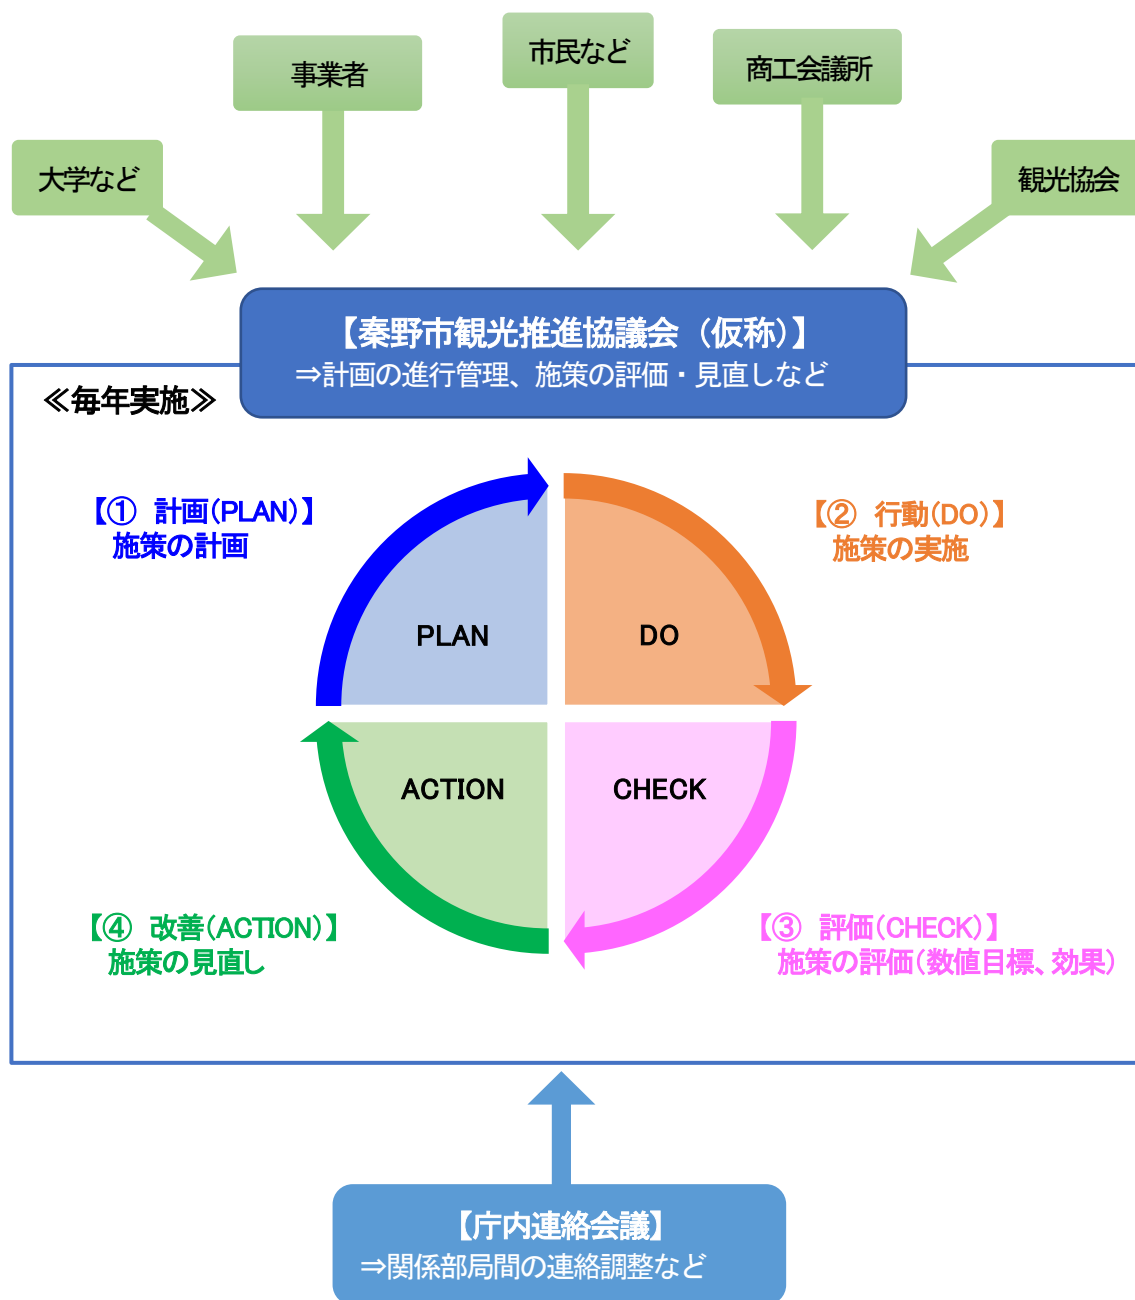 市民など
事業者
商工会議所
大学など
観光協会
【秦野市観光推進協議会（仮称）】
⇒計画の進行管理、施策の評価・見直しなど
≪毎年実施≫
【①　計画（PLAN）】
施策の計画
【②　行動（DO）】
施策の実施
PLAN
DO
ACTION
CHECK
【④　改善（ACTION）】
施策の見直し
【③　評価（CHECK）】
施策の評価（数値目標、効果）
【庁内連絡会議】
⇒関係部局間の連絡調整など